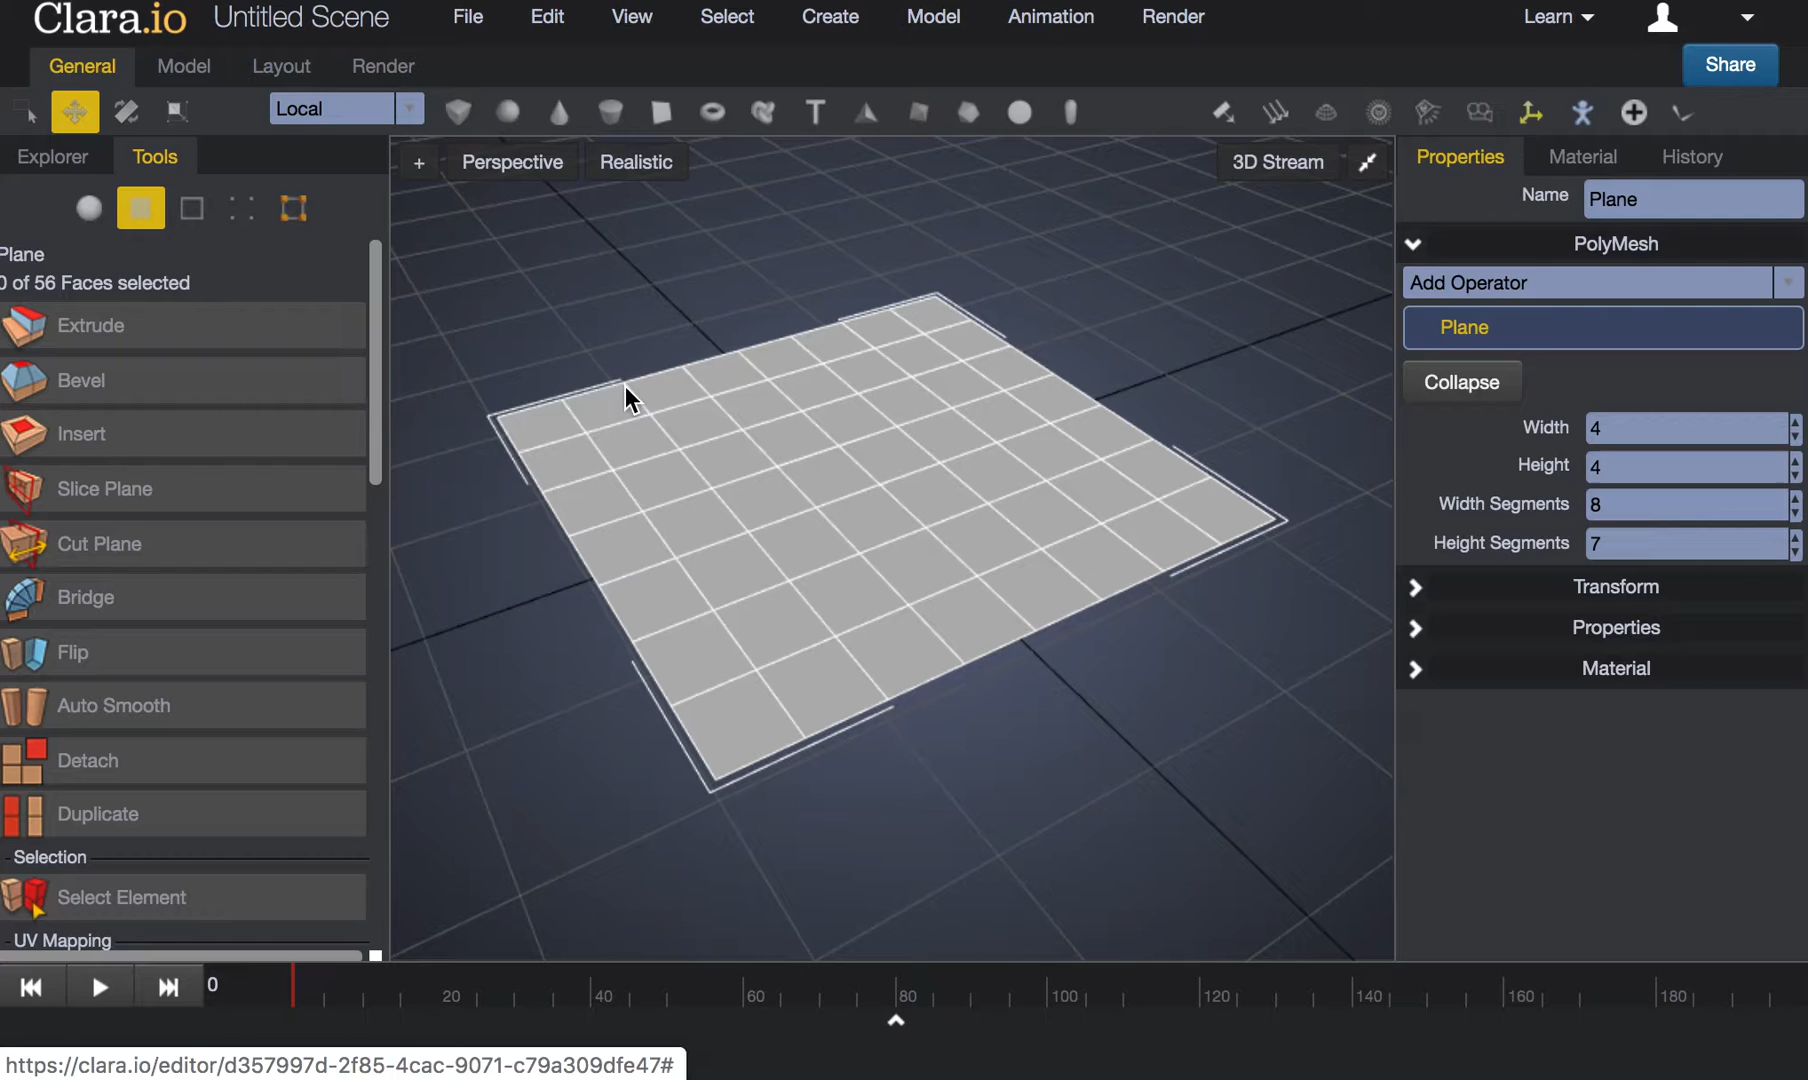 Clara.io Untitled Scene File Edit View Select Create Model Animation Render Learn
General Model Layout Render Share
Local
Explorer Tools + Perspective Realistic 3D Stream Properties Material History
Name Plane
Plane PolyMesh
0 of 56 Faces selected Add Operator
Extrude Plane
Bevel Collapse
Insert Width 4
Height 4
Slice Plane Width Segments 8
Cut Plane Height Segments 7
Bridge Transform
Flip Properties
Material
Auto Smooth
Detach
Duplicate
Selection
Select Element
UV Mapping
0 20 40 60 80 100 120 140 160 180
https://clara.io/editor/d357997d-2f85-4cac-9071-c79a309dfe47#